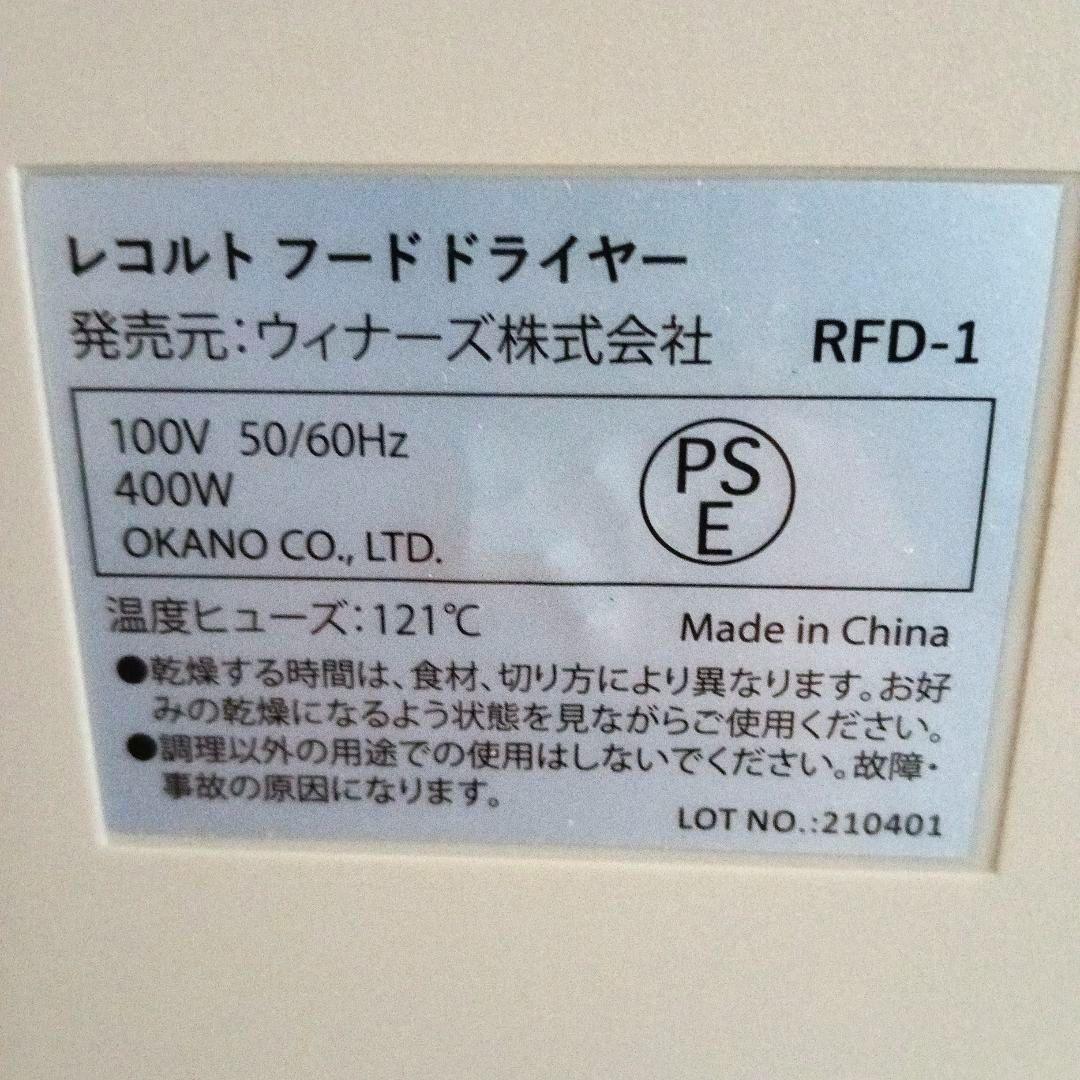 レコルト フードドライヤー
発売元:ウィナーズ株式会社 RFD-1
100V 50/60Hz
400W
OKANO CO., LTD.
PS
E
温度ヒューズ:121℃ Made in China
●乾燥する時間は、食材、切り方により異なります。お好
みの乾燥になるよう状態を見ながらご使用ください。
●調理以外の用途での使用はしないでください。故障・
事故の原因になります。
LOT NO.:210401